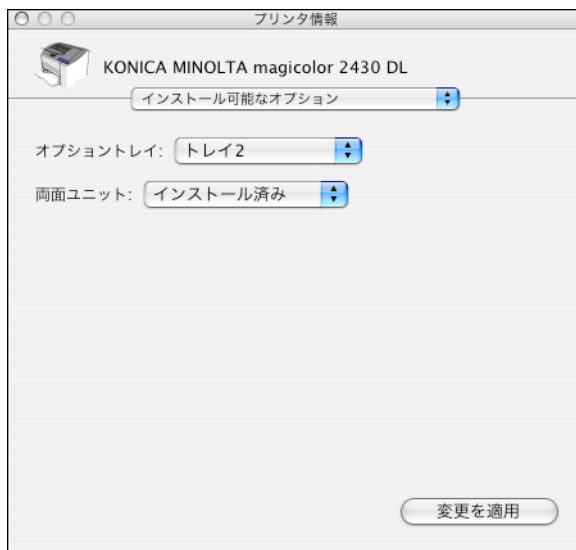 プリンタ情報
KONICA MINOLTA magicolor 2430 DL
インストール可能なオプション
オプショントレイ: トレイ2
両面ユニット: インストール済み
変更を適用